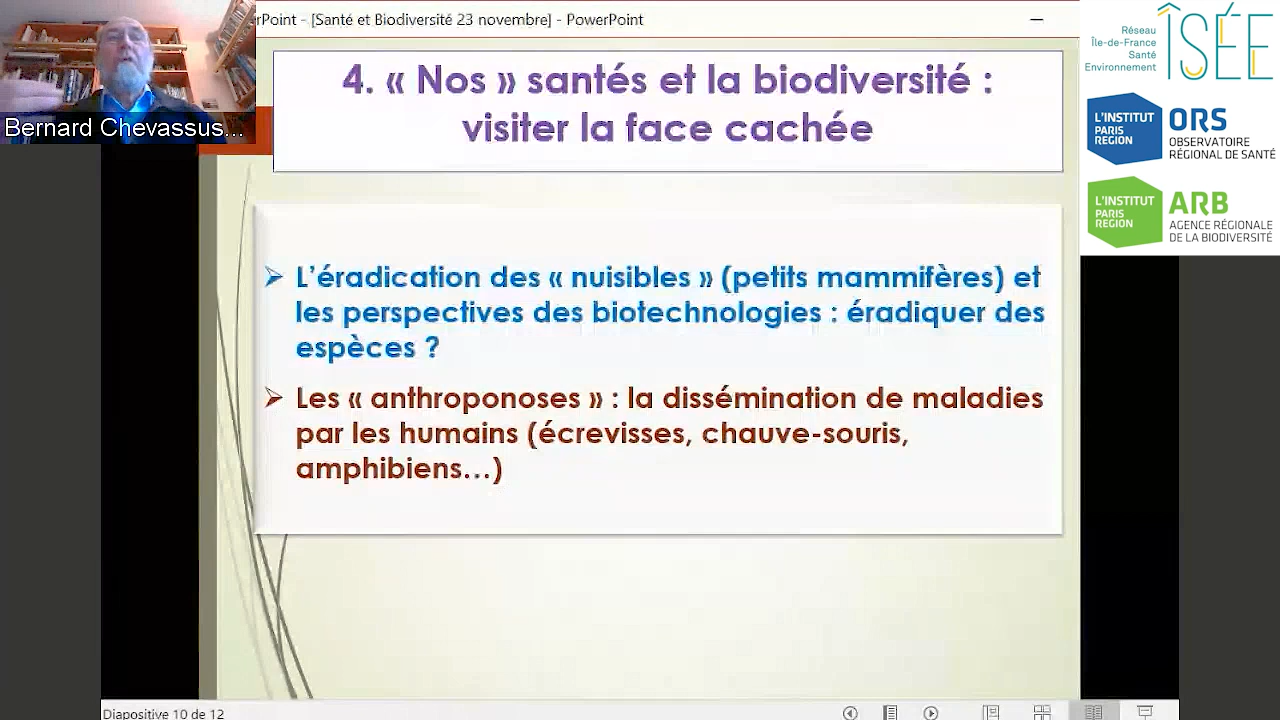 erPoint - [Santé et Biodiversité 23 novembre] - PowerPoint
Bernard Chevassus...
4. « Nos » santés et la biodiversité :
visiter la face cachée
➢ L'éradication des « nuisibles » (petits mammifères) et
les perspectives des biotechnologies : éradiquer des
espèces ?
➢ Les « anthroponoses » : la dissémination de maladies
par les humains (écrevisses, chauve-souris,
amphibiens…)
Réseau
Île-de-France
Santé
Environnement
ÎSÉE
L'INSTITUT
PARIS
REGION
ORS
OBSERVATOIRE
RÉGIONAL DE SANTÉ
L'INSTITUT
PARIS
REGION
ARB
AGENCE RÉGIONALE
DE LA BIODIVERSITÉ
Diapositive 10 de 12